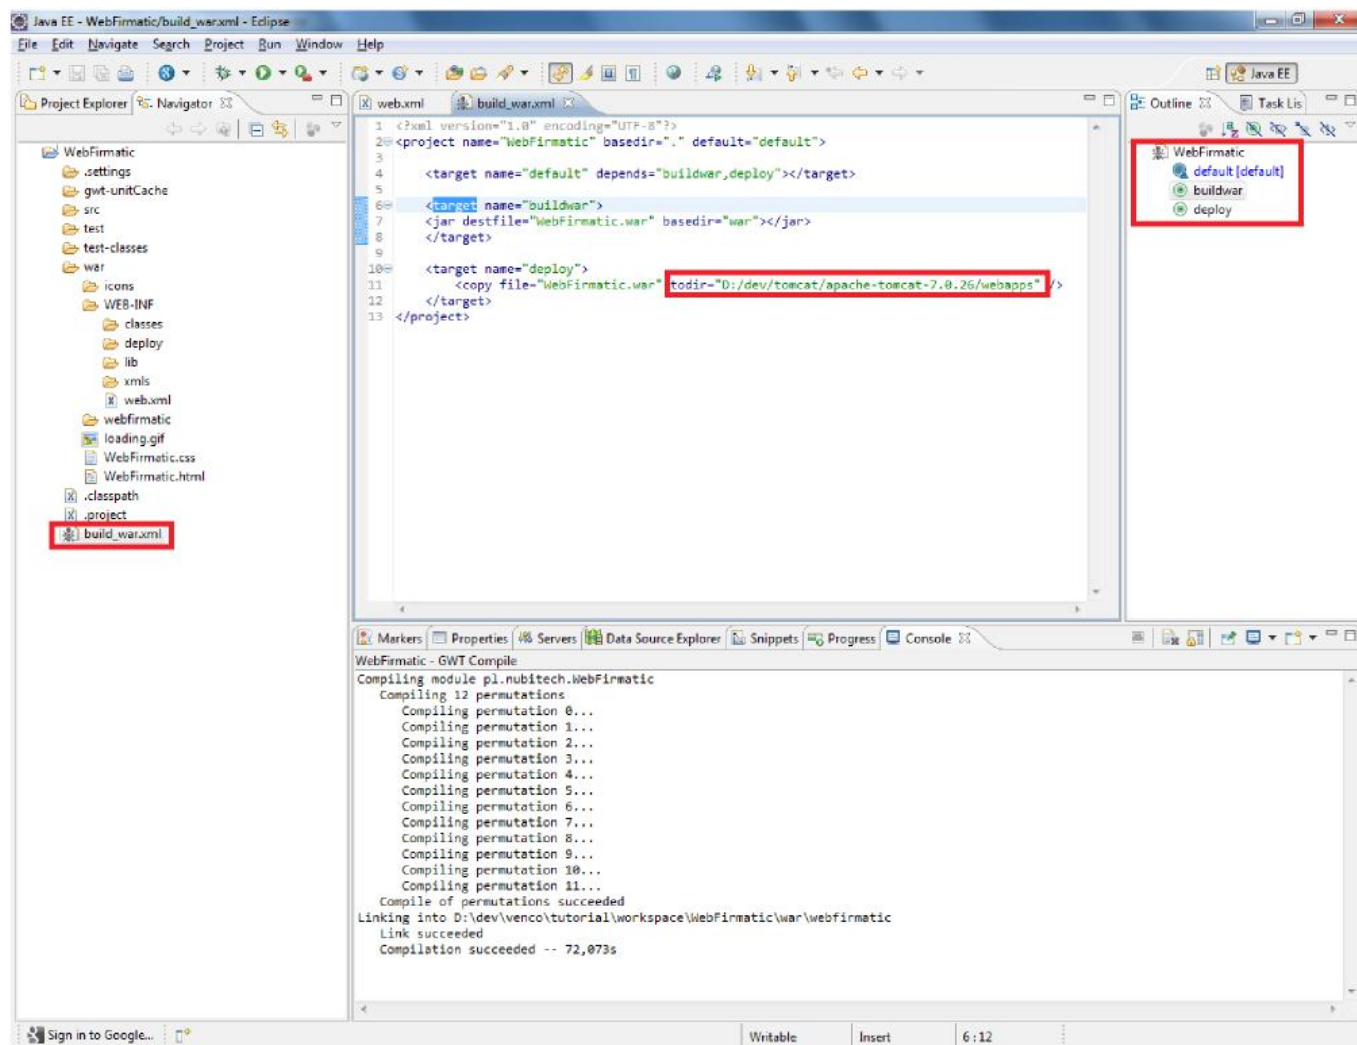 Java EE - WebFirmatic/build_war.xml - Eclipse
File Edit Navigate Search Project Run Window Help
Java EE
Project Explorer Navigator
WebFirmatic
.settings
gwt-unitCache
src
test
test-classes
war
icons
WEB-INF
classes
deploy
lib
xmls
web.xml
webfirmatic
loading.gif
WebFirmatic.css
WebFirmatic.html
.classpath
.project
build_war.xml
web.xml build_war.xml
1 <?xml version="1.0" encoding="UTF-8"?>
2 <project name="WebFirmatic" basedir="." default="default">
3
4 <target name="default" depends="buildwar,deploy"></target>
5
6 <target name="buildwar">
7 <jar destfile="WebFirmatic.war" basedir="war"></jar>
8 </target>
9
10 <target name="deploy">
11 <copy file="WebFirmatic.war" todir="D:/dev/tomcat/apache-tomcat-7.0.26/webapps" />
12 </target>
13 </project>
Outline Task Lis
WebFirmatic
default [default]
buildwar
deploy
Markers Properties Servers Data Source Explorer Snippets Progress Console
WebFirmatic - GWT Compile
Compiling module pl.nubitech.WebFirmatic
Compiling 12 permutations
Compiling permutation 0...
Compiling permutation 1...
Compiling permutation 2...
Compiling permutation 3...
Compiling permutation 4...
Compiling permutation 5...
Compiling permutation 6...
Compiling permutation 7...
Compiling permutation 8...
Compiling permutation 9...
Compiling permutation 10...
Compiling permutation 11...
Compile of permutations succeeded
Linking into D:\dev\venco\tutorial\workspace\WebFirmatic\war\webfirmatic
Link succeeded
Compilation succeeded -- 72,073s
Sign in to Google... Writable Insert 6:12